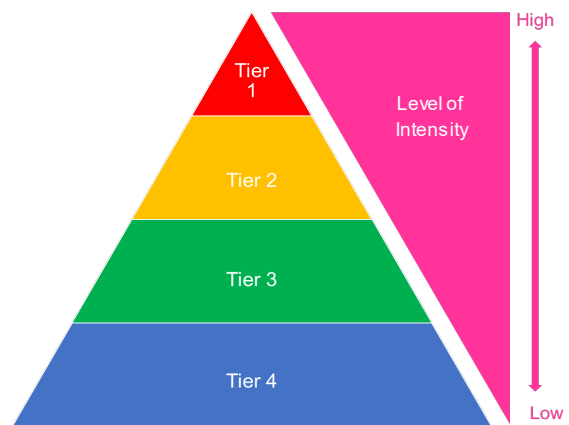 High
Tier
1
Level of
Intensity
Tier 2
Tier 3
Tier 4
Low